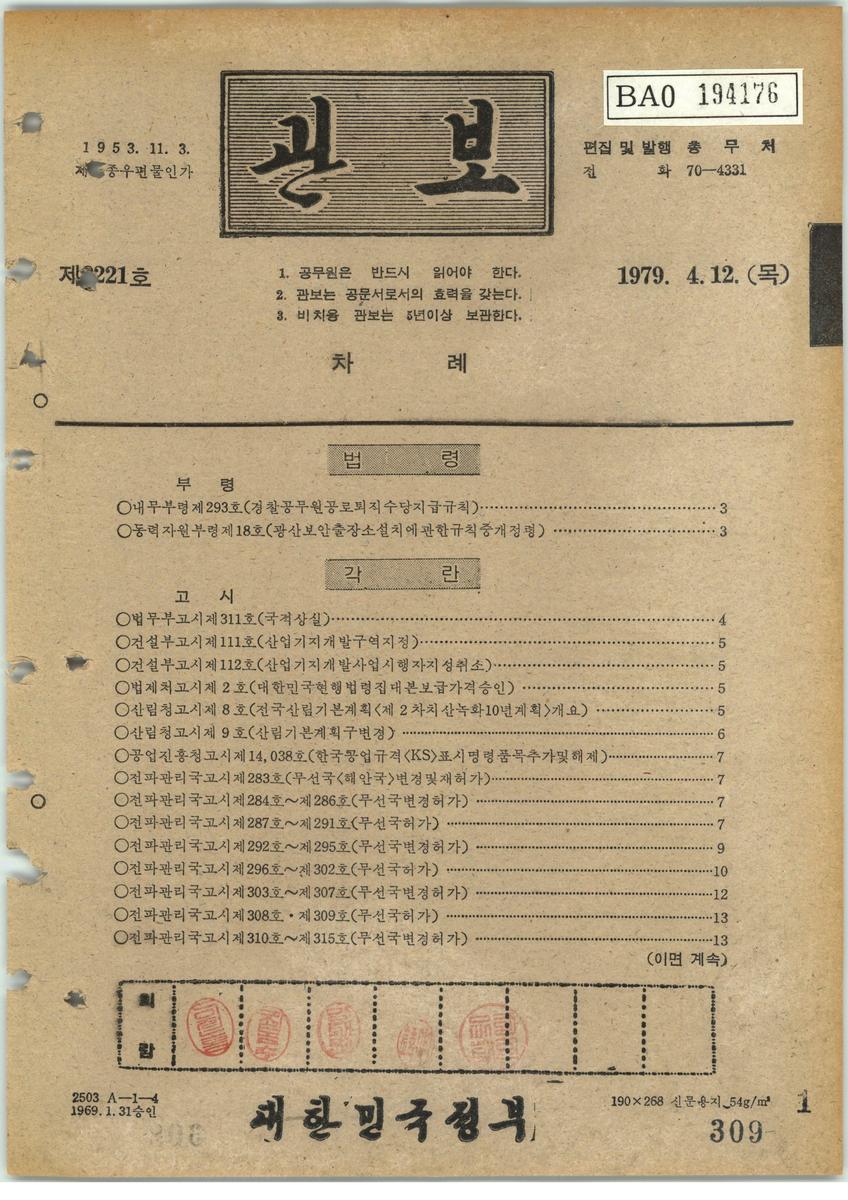 관보
BA0 194176
1953. 11. 3.
제 종우편물인가
편집 및 발행 총무처
전 화 70—4331
제 221호
1. 공무원은 반드시 읽어야 한다.
2. 관보는 공문서로서의 효력을 갖는다.
3. 비치용 관보는 5년이상 보관한다.
1979. 4. 12. (목)
차 례
법 령
부 령
○내무부령제293호(경찰공무원공로퇴직수당지급규칙)……3
○동력자원부령제18호(광산보안출장소설치에관한규칙중개정령)……3
각 란
고 시
○법무부고시제311호(국적상실)……4
○건설부고시제111호(산업기지개발구역지정)……5
○건설부고시제112호(산업기지개발사업시행자지정취소)……5
○법제처고시제2호(대한민국현행법령집대본보급가격승인)……5
○산림청고시제8호(전국산림기본계획〈제2차치산녹화10년계획〉개요)……5
○산림청고시제9호(산림기본계획구변경)……6
○공업진흥청고시제14,038호(한국공업규격〈KS〉표시명령품목추가및해제)……7
○전파관리국고시제283호(무선국〈해안국〉변경및재허가)……7
○전파관리국고시제284호~제286호(무선국변경허가)……7
○전파관리국고시제287호~제291호(무선국허가)……7
○전파관리국고시제292호~제295호(무선국변경허가)……9
○전파관리국고시제296호~제302호(무선국허가)……10
○전파관리국고시제303호~제307호(무선국변경허가)……12
○전파관리국고시제308호·제309호(무선국허가)……13
○전파관리국고시제310호~제315호(무선국변경허가)……13
(이면 계속)
람
2503 A—1—4
1969. 1. 31승인
대한민국정부
190×268 신문용지 54g/㎡
309
1